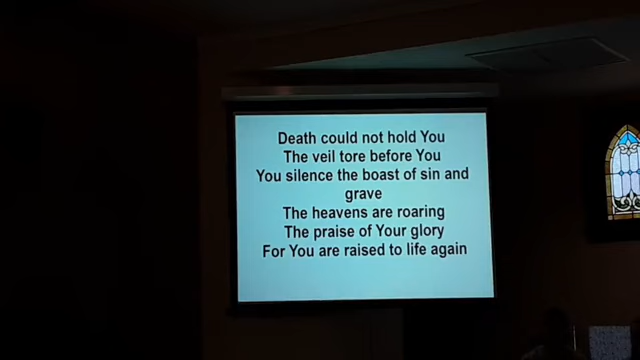 Death could not hold You
The veil tore before You
You silence the boast of sin and
grave
The heavens are roaring
The praise of Your glory
For You are raised to life again